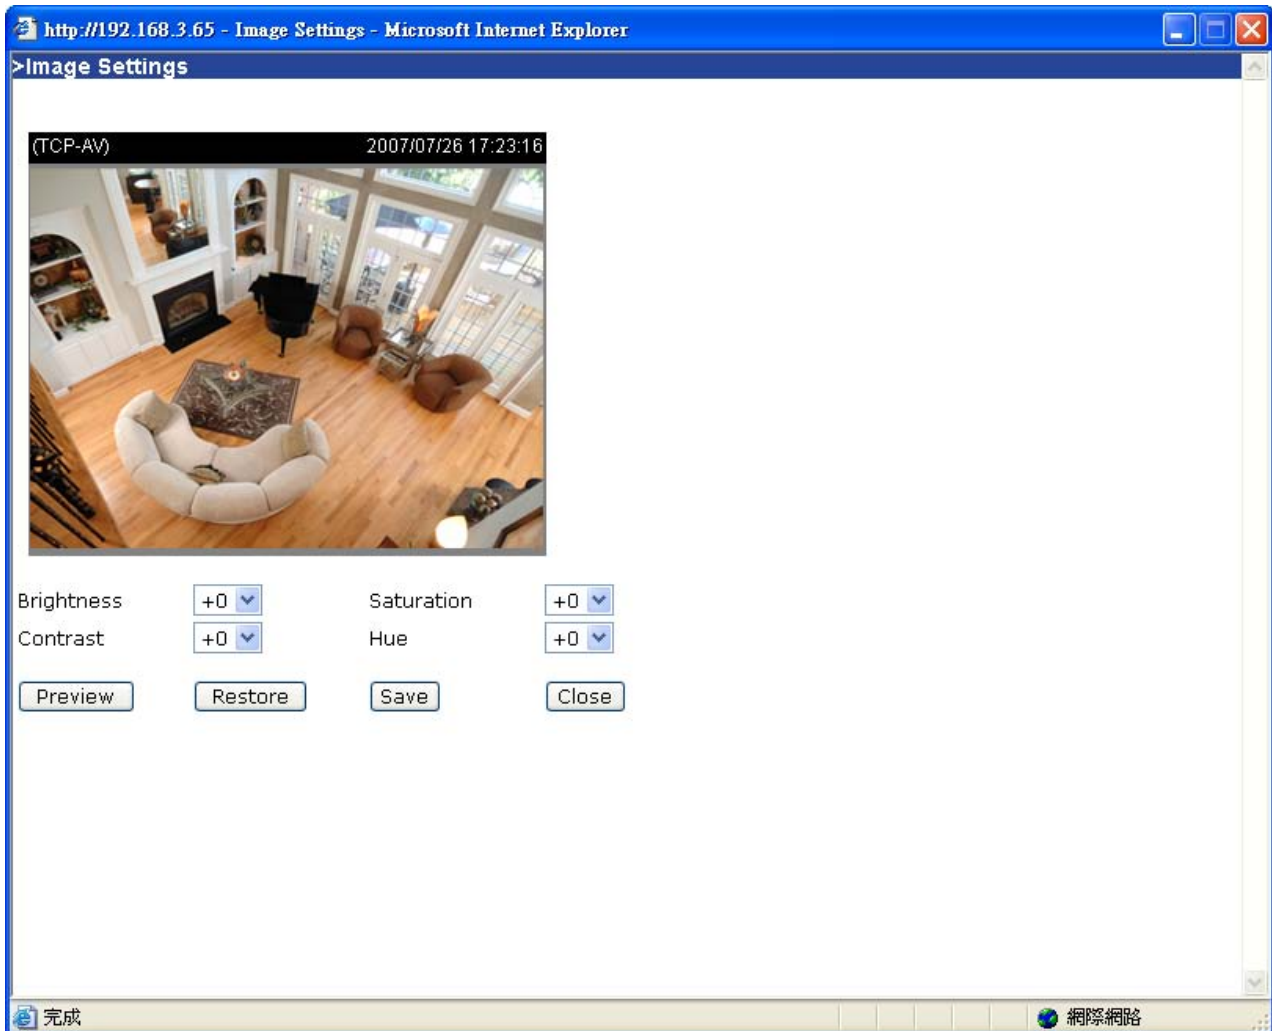 http://192.168.3.65 - Image Settings - Microsoft Internet Explorer
>Image Settings
(TCP-AV) 2007/07/26 17:23:16
Brightness +0 Saturation +0
Contrast +0 Hue +0
Preview Restore Save Close
完成 網際網路